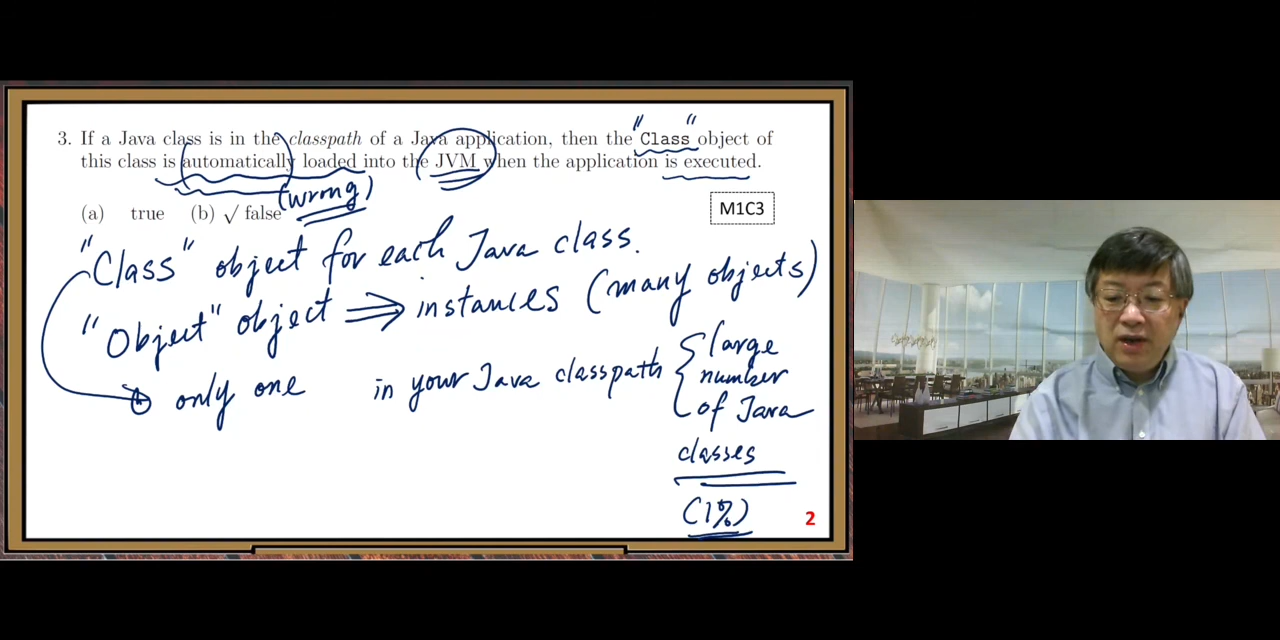 3. If a Java class is in the classpath of a Java application, then the "Class" object of
this class is automatically loaded into the JVM when the application is executed.
(wrong)
(a) true (b) √ false
M1C3
"Class" object for each Java class.
"Object" object ⇒ instances (many objects)
only one in your Java classpath { large
number
of Java
classes
(1%)
2